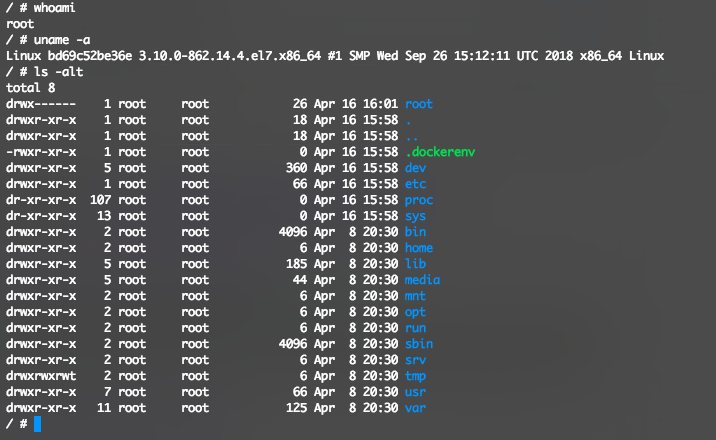 / # whoami
root
/ # uname -a
Linux bd69c52be36e 3.10.0-862.14.4.el7.x86_64 #1 SMP Wed Sep 26 15:12:11 UTC 2018 x86_64 Linux
/ # ls -alt
total 8
drwx------    1 root     root            26 Apr 16 16:01 root
drwxr-xr-x    1 root     root            18 Apr 16 15:58 .
drwxr-xr-x    1 root     root            18 Apr 16 15:58 ..
-rwxr-xr-x    1 root     root             0 Apr 16 15:58 .dockerenv
drwxr-xr-x    5 root     root           360 Apr 16 15:58 dev
drwxr-xr-x    1 root     root            66 Apr 16 15:58 etc
dr-xr-xr-x  107 root     root             0 Apr 16 15:58 proc
dr-xr-xr-x   13 root     root             0 Apr 16 15:58 sys
drwxr-xr-x    2 root     root          4096 Apr  8 20:30 bin
drwxr-xr-x    2 root     root             6 Apr  8 20:30 home
drwxr-xr-x    5 root     root           185 Apr  8 20:30 lib
drwxr-xr-x    5 root     root            44 Apr  8 20:30 media
drwxr-xr-x    2 root     root             6 Apr  8 20:30 mnt
drwxr-xr-x    2 root     root             6 Apr  8 20:30 opt
drwxr-xr-x    2 root     root             6 Apr  8 20:30 run
drwxr-xr-x    2 root     root          4096 Apr  8 20:30 sbin
drwxr-xr-x    2 root     root             6 Apr  8 20:30 srv
drwxrwxrwt    2 root     root             6 Apr  8 20:30 tmp
drwxr-xr-x    7 root     root            66 Apr  8 20:30 usr
drwxr-xr-x   11 root     root           125 Apr  8 20:30 var
/ #